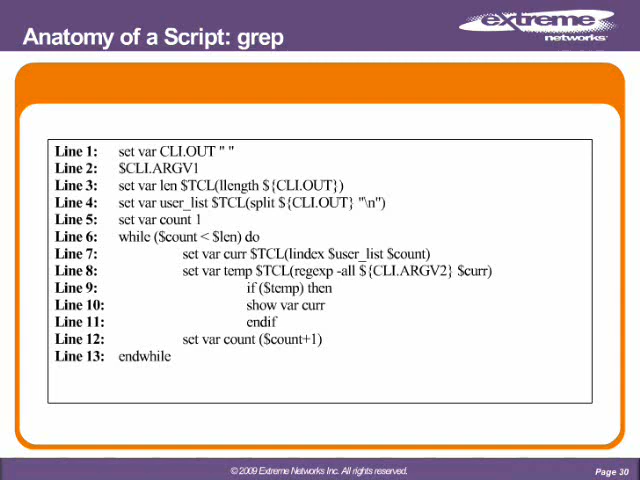 extreme
networks
Anatomy of a Script: grep
Line 1: set var CLI.OUT " "
Line 2: $CLI.ARGV1
Line 3: set var len $TCL(llength ${CLI.OUT})
Line 4: set var user_list $TCL(split ${CLI.OUT} "\n")
Line 5: set var count 1
Line 6: while ($count < $len) do
Line 7: set var curr $TCL(lindex $user_list $count)
Line 8: set var temp $TCL(regexp -all ${CLI.ARGV2} $curr)
Line 9: if ($temp) then
Line 10: show var curr
Line 11: endif
Line 12: set var count ($count+1)
Line 13: endwhile
© 2009 Extreme Networks Inc. All rights reserved.
Page 30